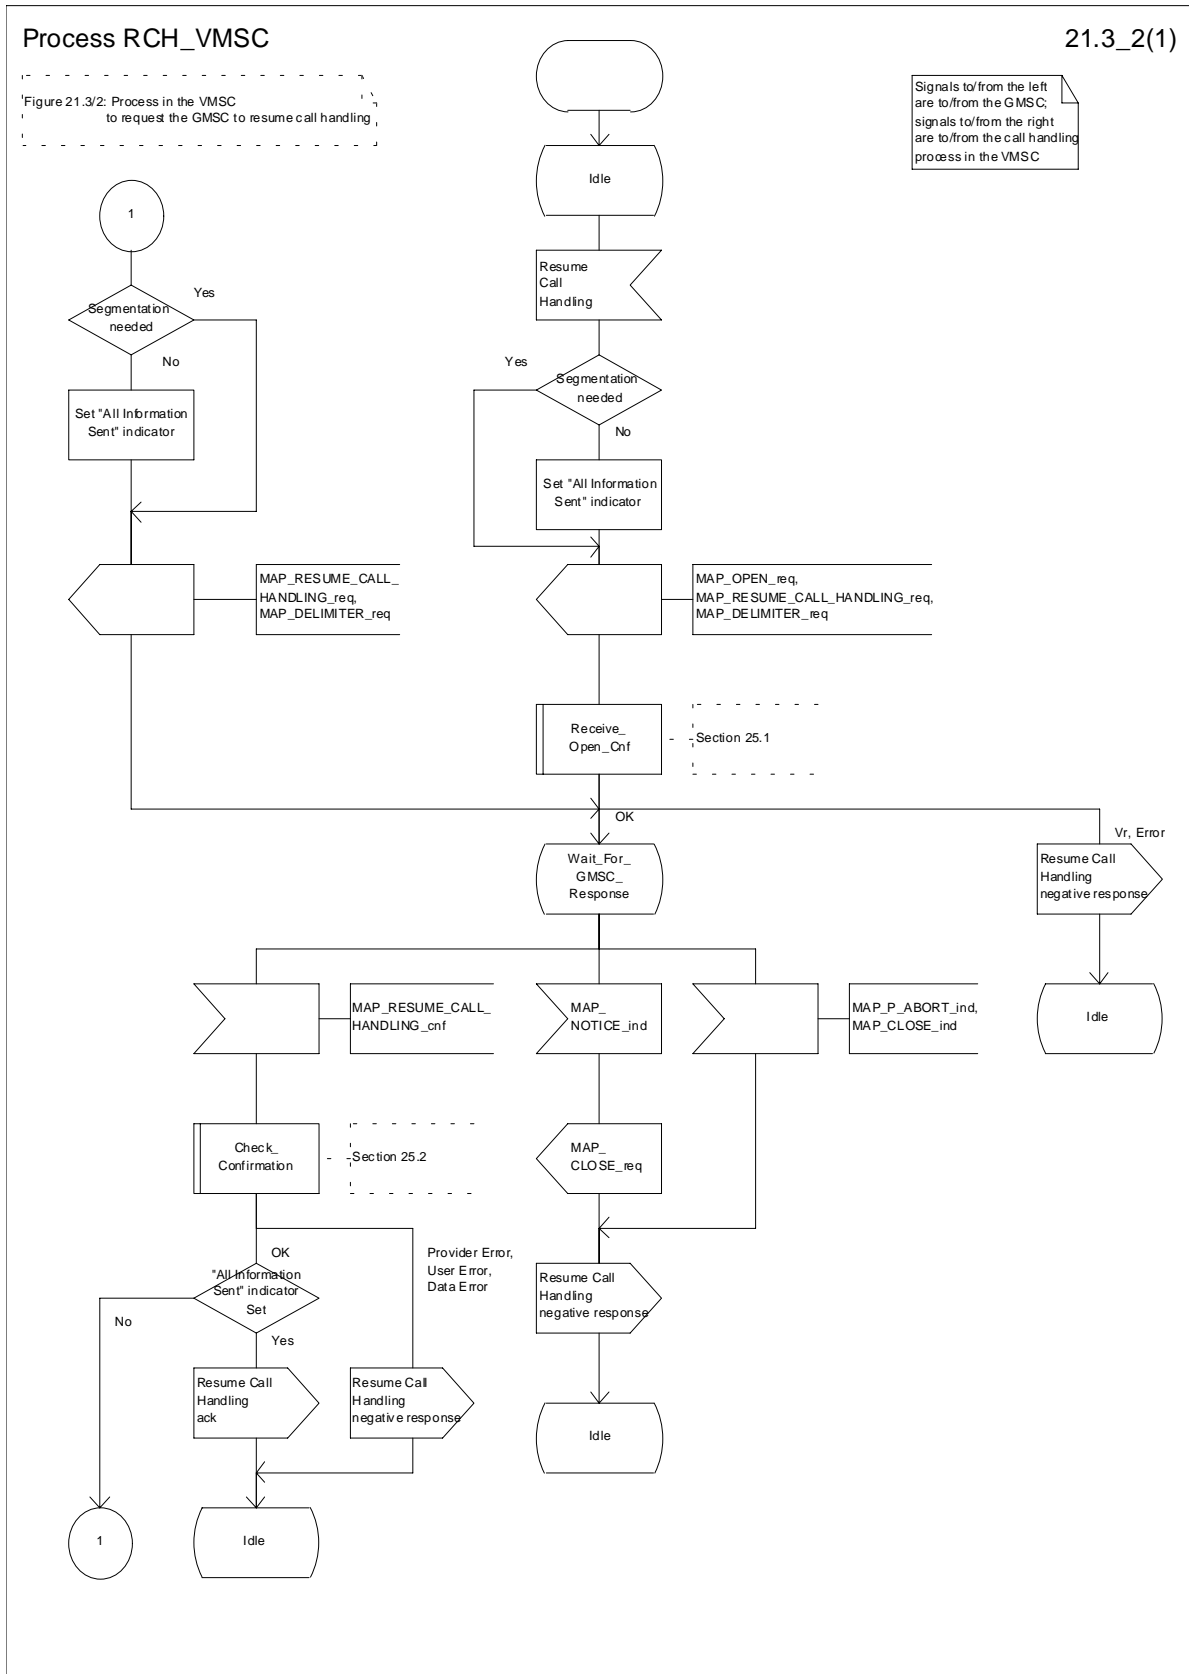 Process RCH_VMSC
21.3_2(1)
Figure 21.3/2: Process in the VMSC
to request the GMSC to resume call handling
Signals to/from the left
are to/from the GMSC;
signals to/from the right
are to/from the call handling
process in the VMSC
Idle
1
Resume
Call
Handling
Segmentation
needed
Yes
No
Segmentation
needed
Yes
No
Set "All Information
Sent" indicator
Set "All Information
Sent" indicator
MAP_RESUME_CALL_
HANDLING_req,
MAP_DELIMITER_req
MAP_OPEN_req,
MAP_RESUME_CALL_HANDLING_req,
MAP_DELIMITER_req
Receive_
Open_Cnf
Section 25.1
OK
Vr, Error
Wait_For_
GMSC_
Response
Resume Call
Handling
negative response
Idle
MAP_RESUME_CALL_
HANDLING_cnf
MAP_
NOTICE_ind
MAP_P_ABORT_ind,
MAP_CLOSE_ind
Check_
Confirmation
Section 25.2
MAP_
CLOSE_req
OK
Provider Error,
User Error,
Data Error
"All Information
Sent" indicator
Set
No
Yes
Resume Call
Handling
negative response
Resume Call
Handling
ack
Resume Call
Handling
negative response
Idle
1
Idle